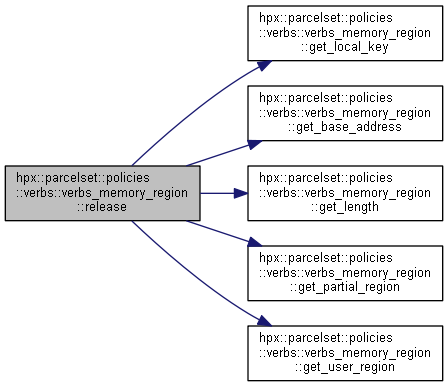 hpx::parcelset::policies
::verbs::verbs_memory_region
::get_local_key
hpx::parcelset::policies
::verbs::verbs_memory_region
::get_base_address
hpx::parcelset::policies
::verbs::verbs_memory_region
::release
hpx::parcelset::policies
::verbs::verbs_memory_region
::get_length
hpx::parcelset::policies
::verbs::verbs_memory_region
::get_partial_region
hpx::parcelset::policies
::verbs::verbs_memory_region
::get_user_region